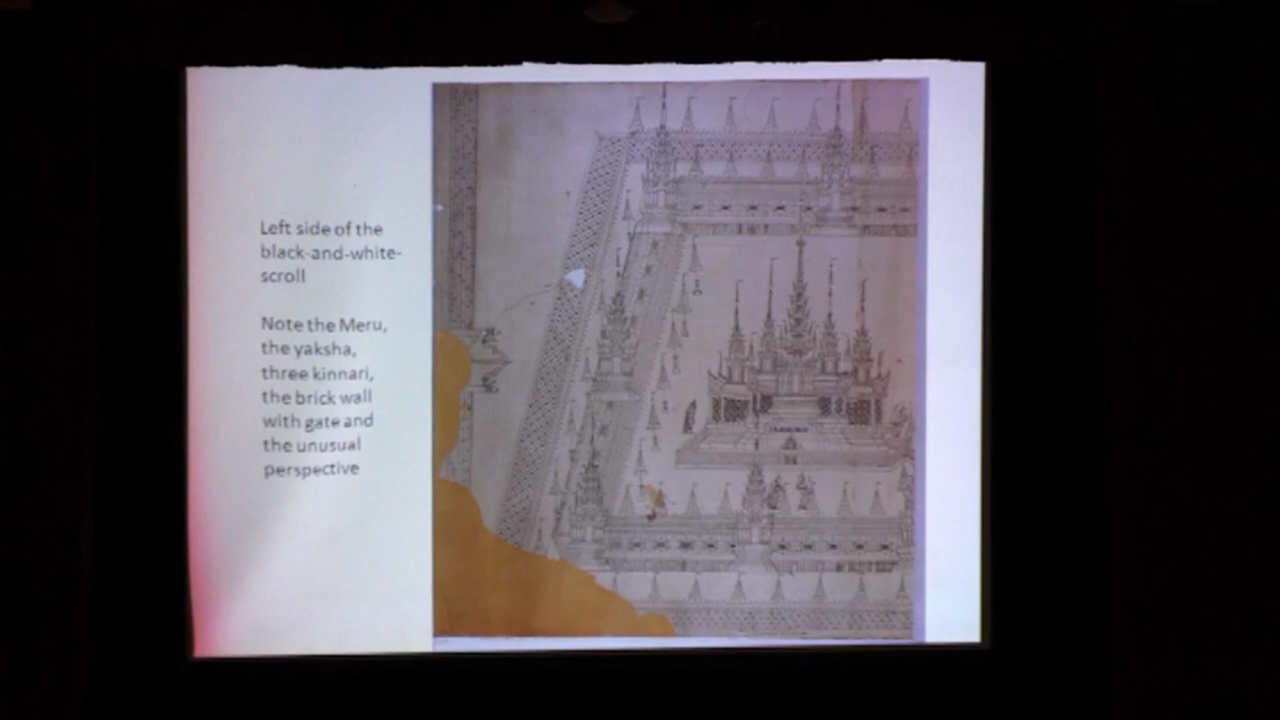 Left side of the
black-and-white-
scroll
Note the Meru,
the yaksha,
three kinnari,
the brick wall
with gate and
the unusual
perspective